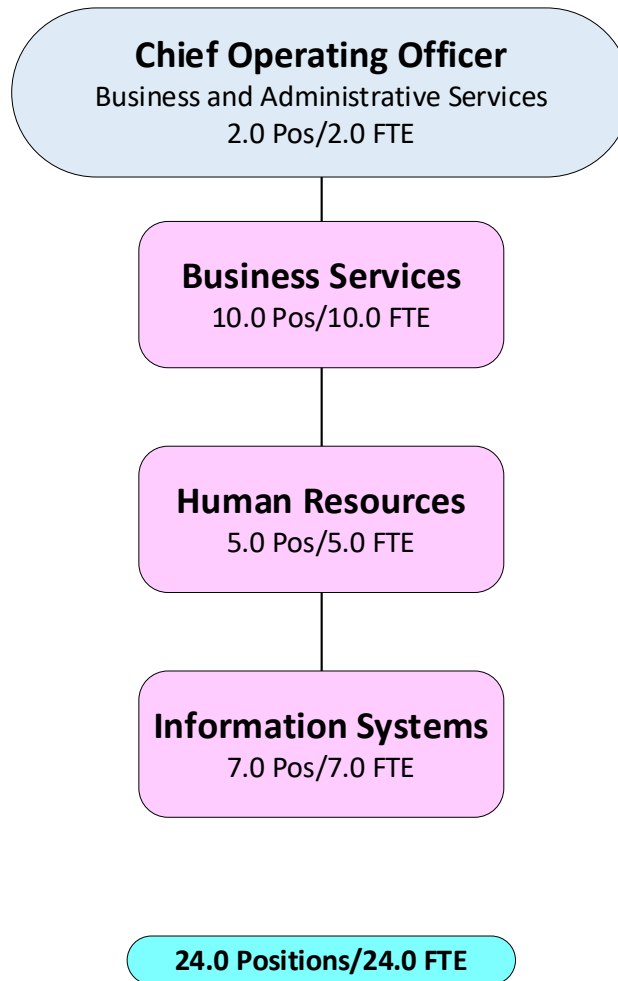 Chief Operating Officer
Business and Administrative Services
2.0 Pos/2.0 FTE
Business Services
10.0 Pos/10.0 FTE
Human Resources
5.0 Pos/5.0 FTE
Information Systems
7.0 Pos/7.0 FTE
24.0 Positions/24.0 FTE